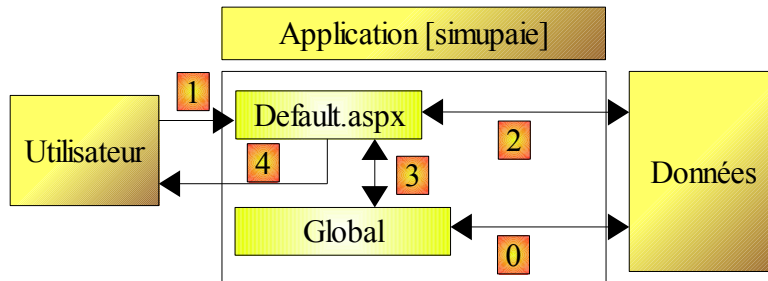 Application [simupaie]
1
Default.aspx
Utilisateur
2
4
3
Données
Global
0